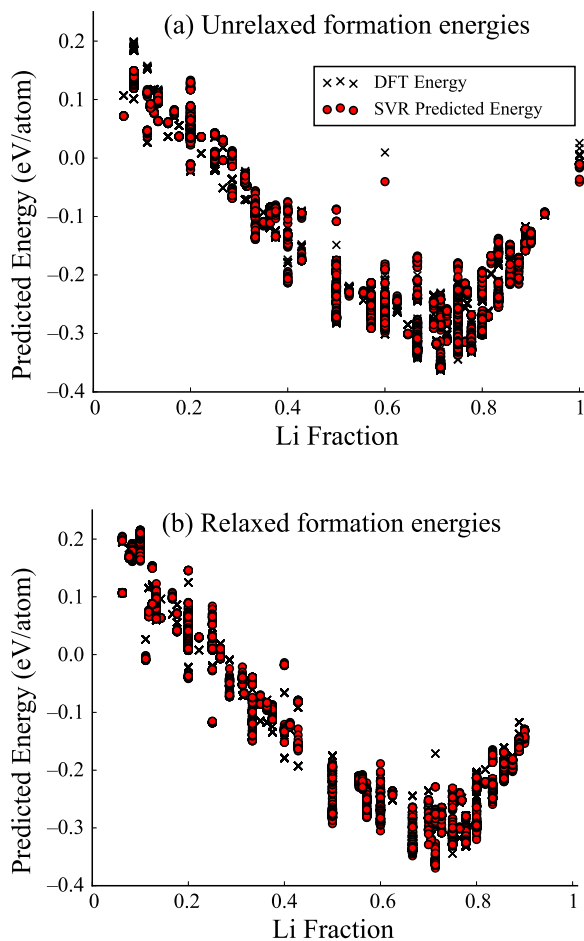 (a) Unrelaxed formation energies
DFT Energy
SVR Predicted Energy
Predicted Energy (eV/atom)
0.2
0.1
0.0
–0.1
–0.2
–0.3
–0.4
0 0.2 0.4 0.6 0.8 1
Li Fraction
(b) Relaxed formation energies
Predicted Energy (eV/atom)
0.2
0.1
0.0
–0.1
–0.2
–0.3
–0.4
0 0.2 0.4 0.6 0.8 1
Li Fraction